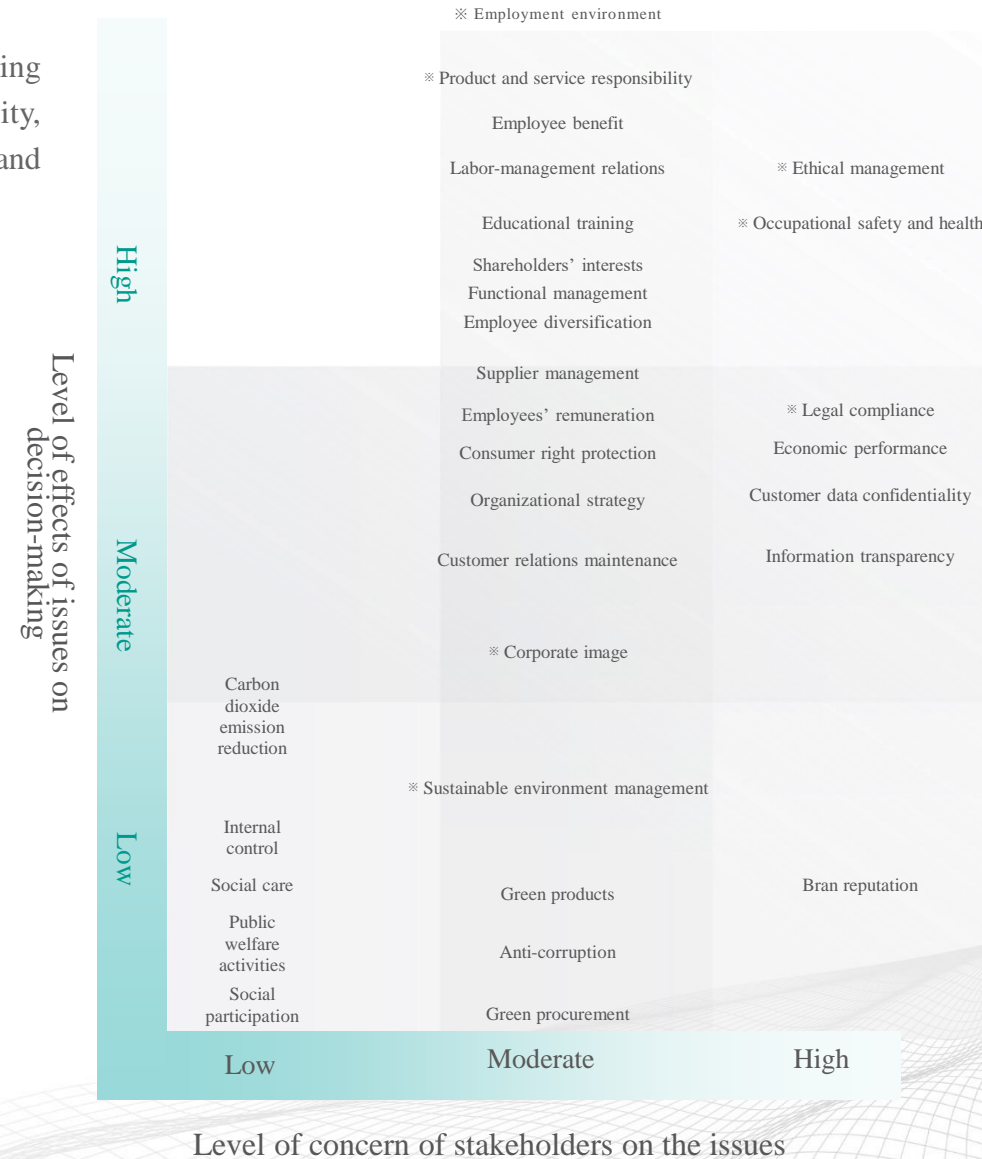 ing
ity,
and
※ Employment environment
※ Product and service responsibility
Employee benefit
Labor-management relations
※ Ethical management
Educational training
※ Occupational safety and health
Shareholders’ interests
Functional management
Employee diversification
High
Supplier management
Employees’ remuneration
※ Legal compliance
Consumer right protection
Economic performance
Organizational strategy
Customer data confidentiality
Customer relations maintenance
Information transparency
Moderate
Level of effects of issues on
decision-making
※ Corporate image
Carbon
dioxide
emission
reduction
※ Sustainable environment management
Internal
control
Low
Social care
Green products
Bran reputation
Public
welfare
activities
Anti-corruption
Social
participation
Green procurement
Low
Moderate
High
Level of concern of stakeholders on the issues